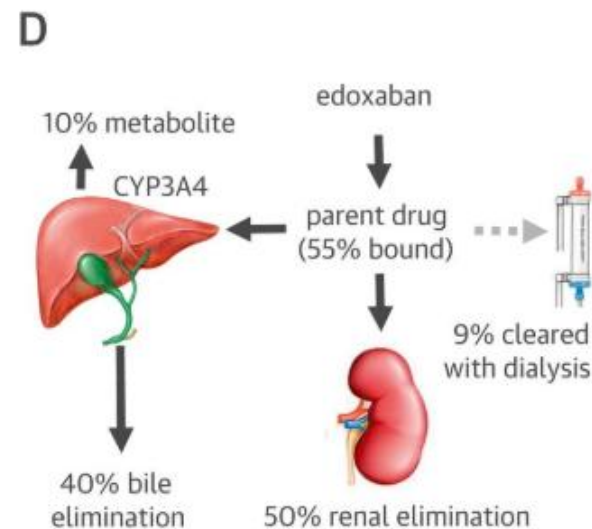 D
edoxaban
10% metabolite
CYP3A4
parent drug
(55% bound)
9% cleared
with dialysis
40% bile
elimination
50% renal elimination